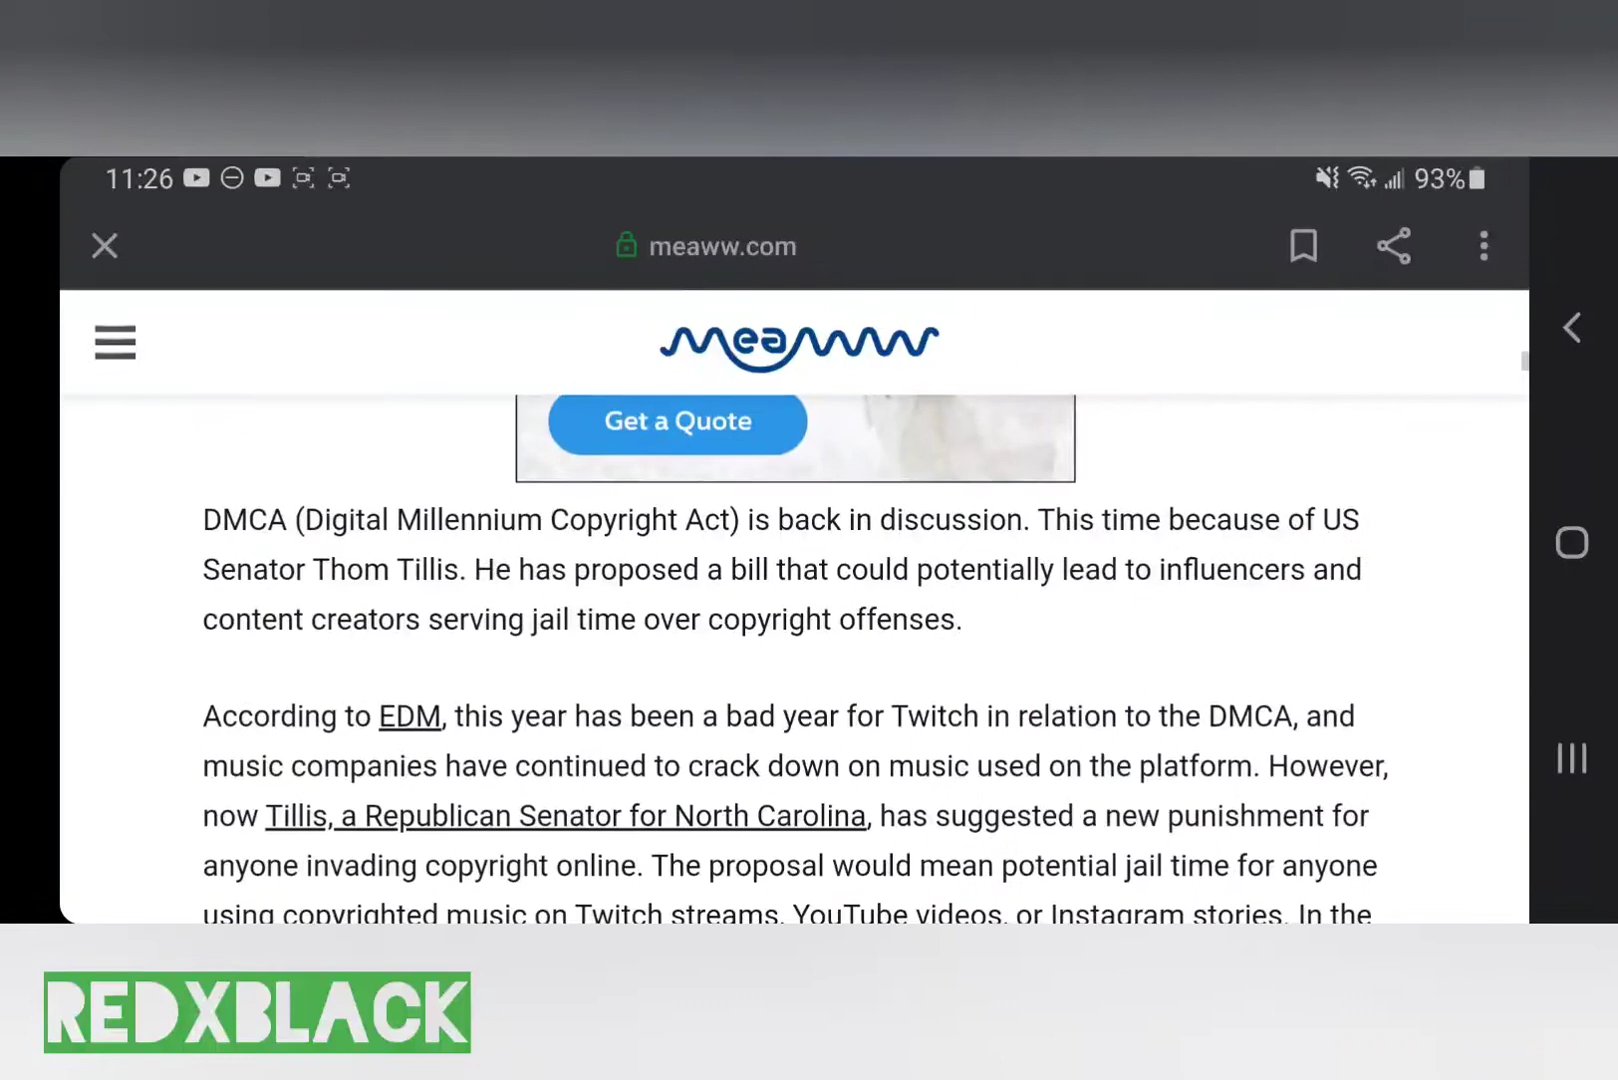 11:26 93%
meaww.com
meaww
Get a Quote
DMCA (Digital Millennium Copyright Act) is back in discussion. This time because of US
Senator Thom Tillis. He has proposed a bill that could potentially lead to influencers and
content creators serving jail time over copyright offenses.
According to EDM, this year has been a bad year for Twitch in relation to the DMCA, and
music companies have continued to crack down on music used on the platform. However,
now Tillis, a Republican Senator for North Carolina, has suggested a new punishment for
anyone invading copyright online. The proposal would mean potential jail time for anyone
using copyrighted music on Twitch streams, YouTube videos, or Instagram stories. In the
REDXBLACK